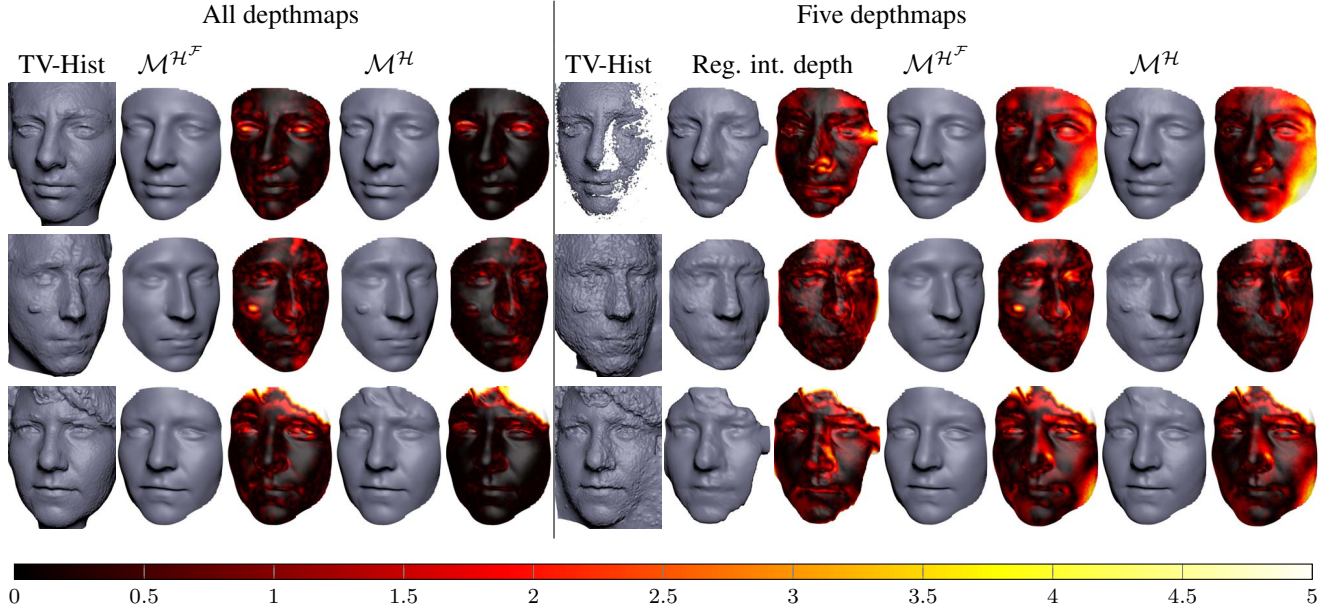 All depthmaps Five depthmaps
TV-Hist $\mathcal{M}^{\mathcal{H}^{\mathcal{F}}}$ $\mathcal{M}^{\mathcal{H}}$ TV-Hist Reg. int. depth $\mathcal{M}^{\mathcal{H}^{\mathcal{F}}}$ $\mathcal{M}^{\mathcal{H}}$
0 0.5 1 1.5 2 2.5 3 3.5 4 4.5 5